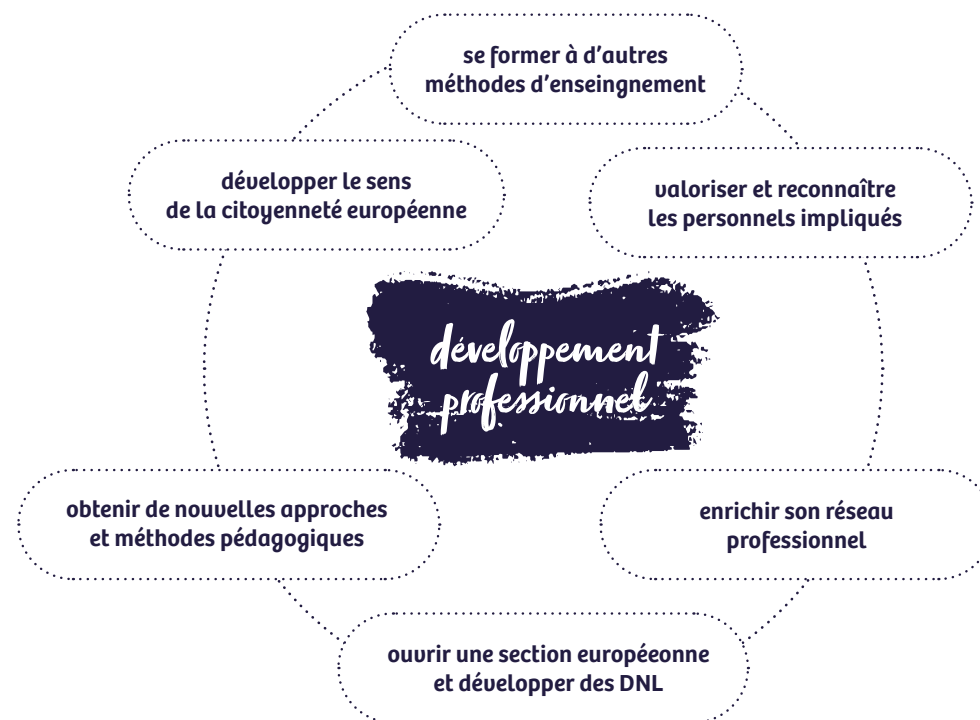 se former à d’autres
méthodes d’enseingnement
développer le sens
de la citoyenneté européenne
valoriser et reconnaître
les personnels impliqués
développement
professionnel
obtenir de nouvelles approches
et méthodes pédagogiques
enrichir son réseau
professionnel
ouvrir une section européeonne
et développer des DNL